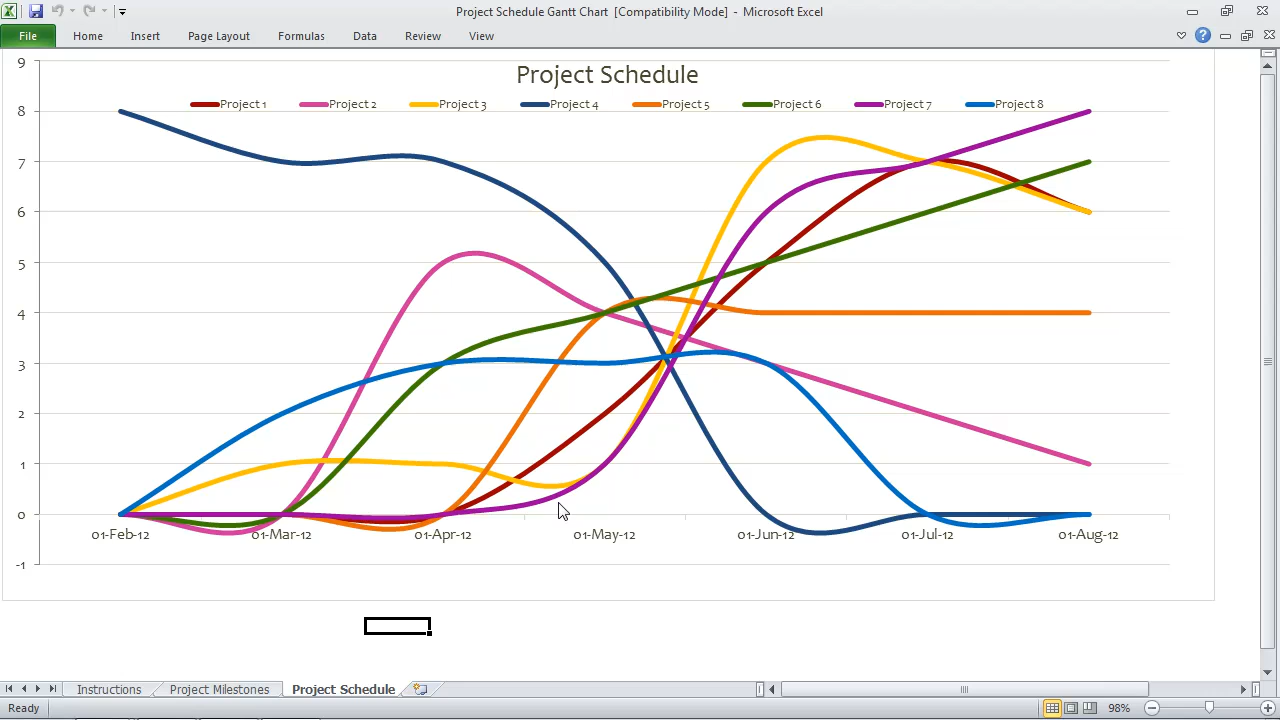 Project Schedule Gantt Chart  [Compatibility Mode]  -  Microsoft Excel
File Home Insert Page Layout Formulas Data Review View
Project Schedule
Project 1 Project 2 Project 3 Project 4 Project 5 Project 6 Project 7 Project 8
9
8
7
6
5
4
3
2
1
0
-1
01-Feb-12 01-Mar-12 01-Apr-12 01-May-12 01-Jun-12 01-Jul-12 01-Aug-12
Instructions Project Milestones Project Schedule
Ready 98%